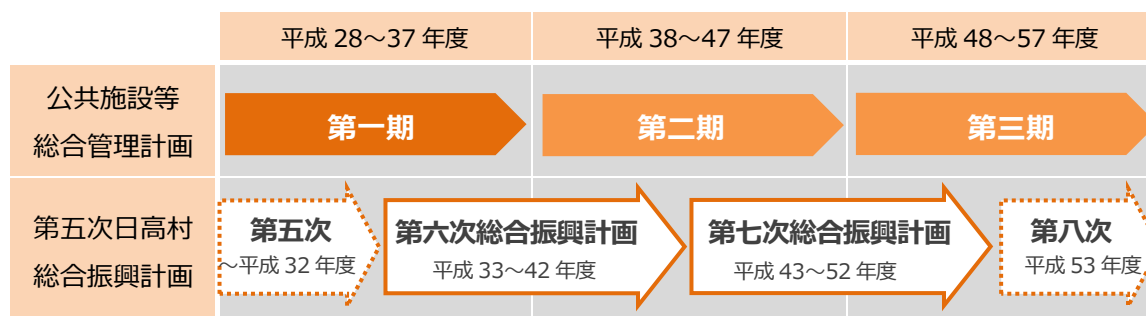 平成 28～37 年度
平成 38～47 年度
平成 48～57 年度
公共施設等
総合管理計画
第一期
第二期
第三期
第五次日高村
総合振興計画
第五次
～平成 32 年度
第六次総合振興計画
平成 33～42 年度
第七次総合振興計画
平成 43～52 年度
第八次
平成 53 年度